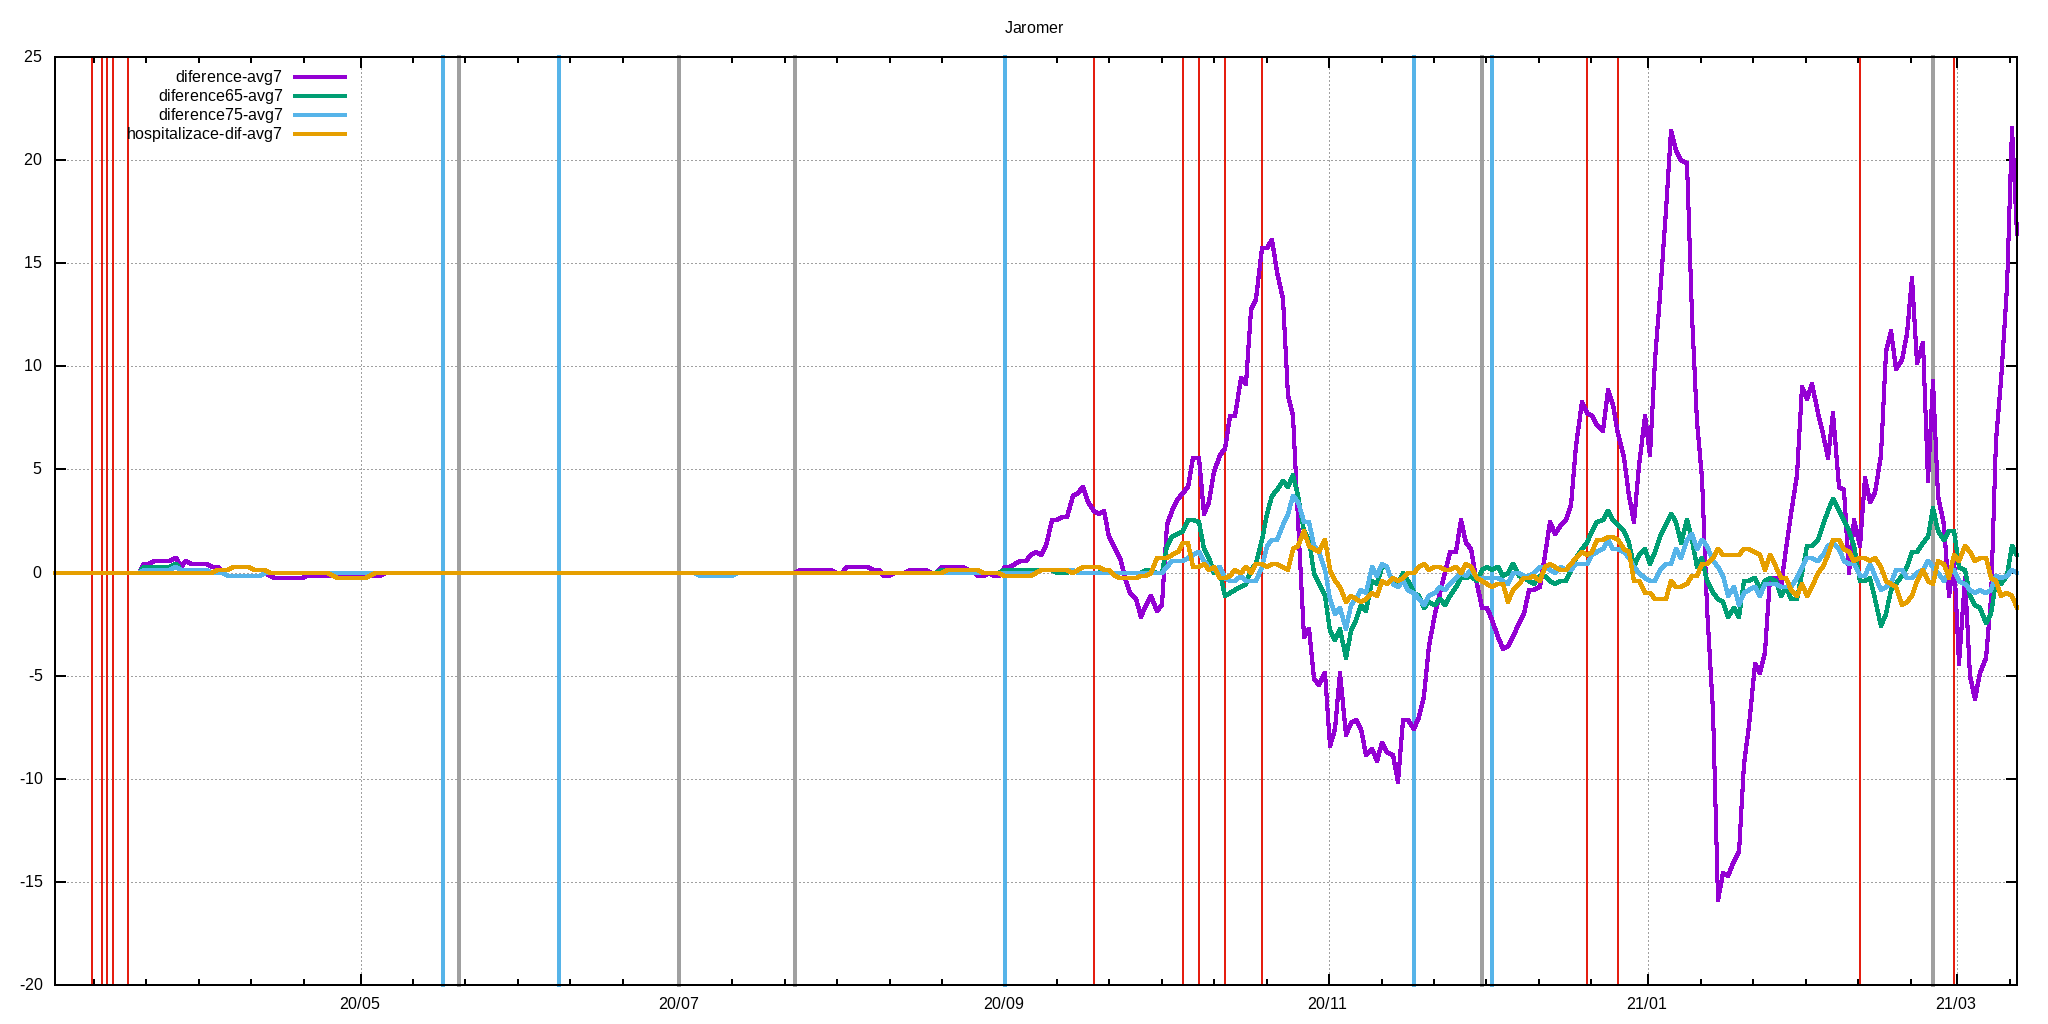 Jaromer
25
20
15
10
5
0
-5
-10
-15
-20
diference-avg7
diference65-avg7
diference75-avg7
hospitalizace-dif-avg7
20/05 20/07 20/09 20/11 21/01 21/03